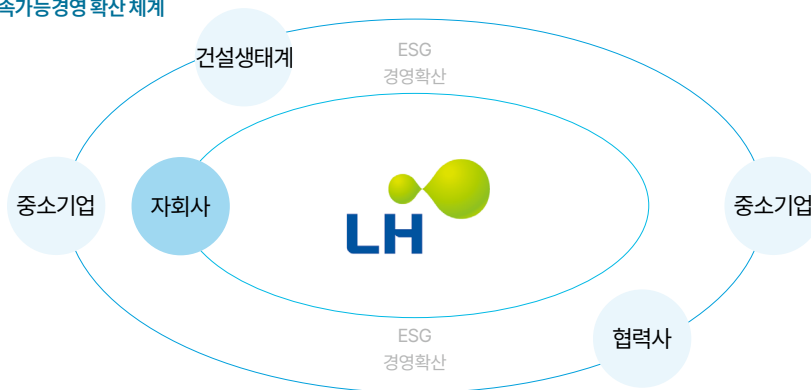 속가능경영 확산 체계
건설생태계
ESG
경영확산
중소기업
자회사
LH
중소기업
ESG
경영확산
협력사